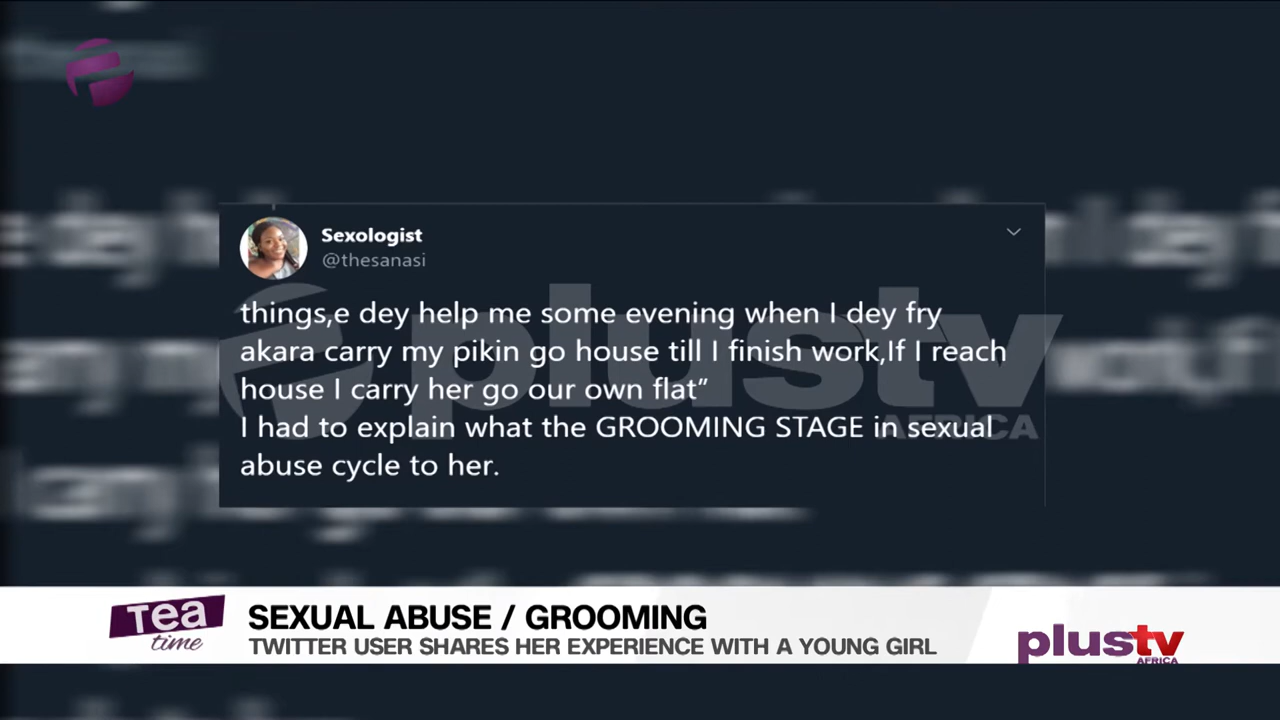 Sexologist
@thesanasi
things,e dey help me some evening when I dey fry
akara carry my pikin go house till I finish work,If I reach
house I carry her go our own flat”
I had to explain what the GROOMING STAGE in sexual
abuse cycle to her.
plustv
AFRICA
Tea
time
SEXUAL ABUSE / GROOMING
TWITTER USER SHARES HER EXPERIENCE WITH A YOUNG GIRL
plustv
AFRICA